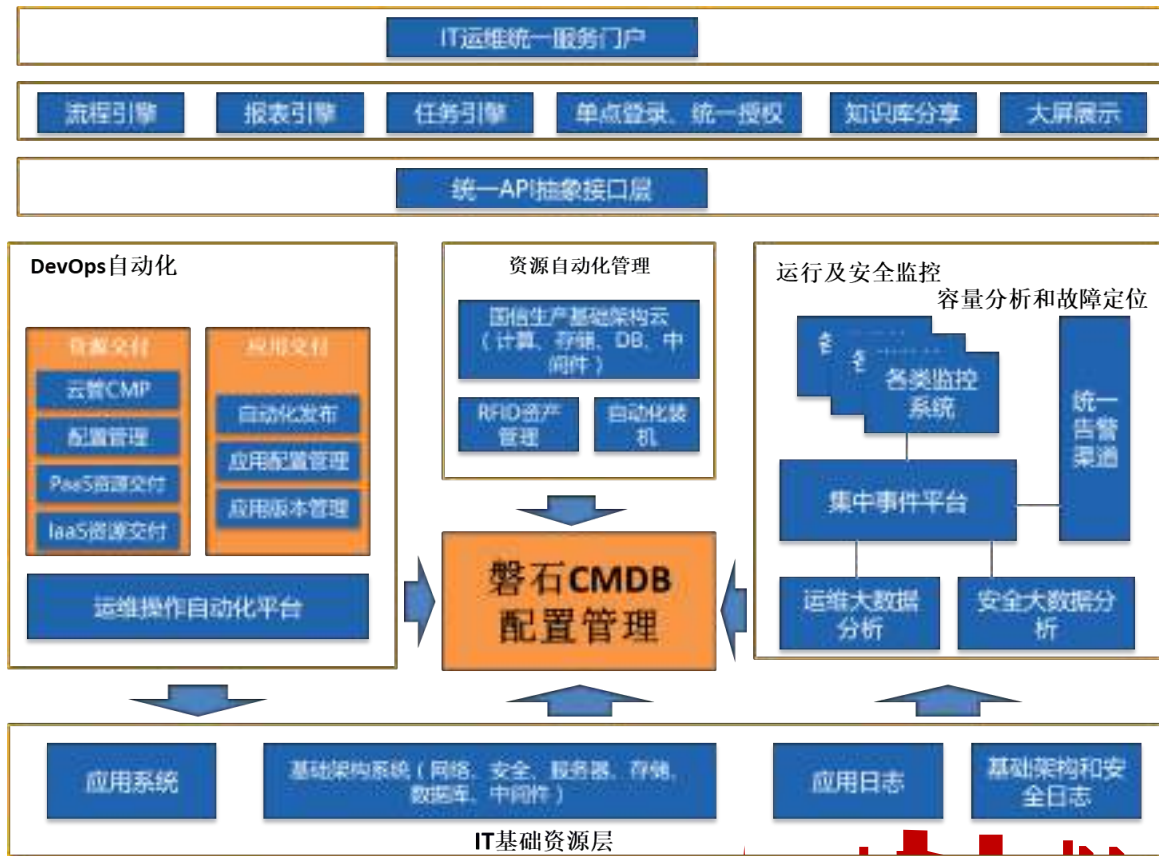 IT运维统一服务门户
流程引擎
报表引擎
任务引擎
单点登录、统一授权
知识库分享
大屏展示
统一API抽象接口层
DevOps自动化
资源交付
云管CMP
配置管理
PaaS资源交付
IaaS资源交付
应用交付
自动化发布
应用配置管理
应用版本管理
运维操作自动化平台
资源自动化管理
国信生产基础架构云
（计算、存储、DB、中
间件）
RFID资产
管理
自动化装
机
磐石CMDB
配置管理
运行及安全监控
容量分析和故障定位
各类监控
系统
统一
告警
渠道
集中事件平台
运维大数据
分析
安全大数据分
析
应用系统
基础架构系统（网络、安全、服务器、存储、
数据库、中间件）
应用日志
基础架构和安
全日志
IT基础资源层